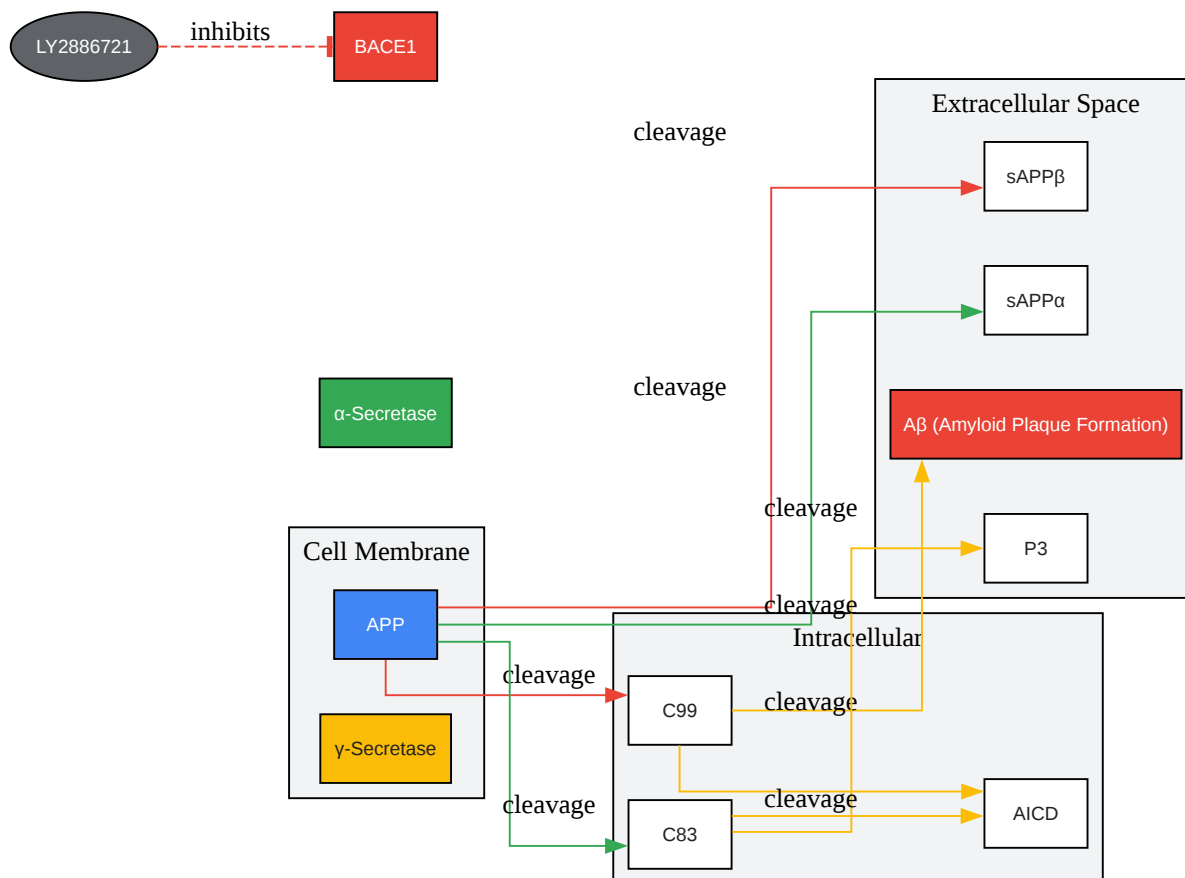 LY2886721
inhibits
BACE1
Extracellular Space
cleavage
sAPPβ
sAPPα
cleavage
α-Secretase
Aβ (Amyloid Plaque Formation)
cleavage
Cell Membrane
P3
cleavage
APP
Intracellular
cleavage
C99
cleavage
γ-Secretase
cleavage
cleavage
AICD
C83